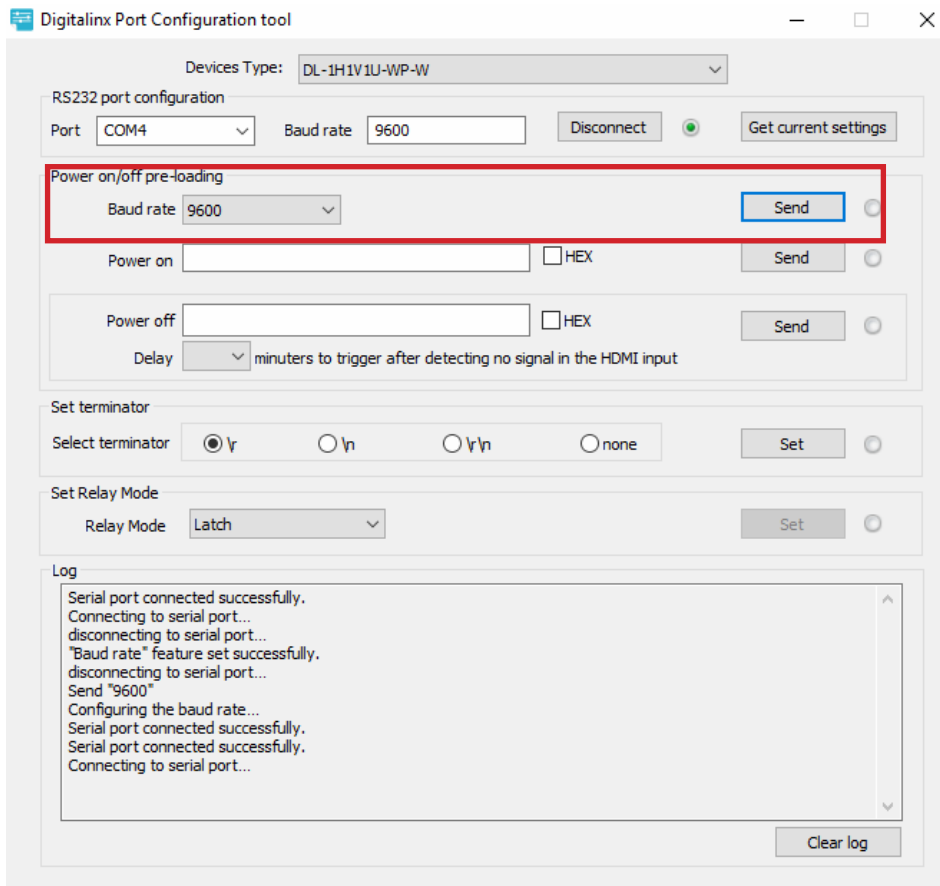 Digitalinx Port Configuration tool
Devices Type: DL-1H1V1U-WP-W
RS232 port configuration
Port COM4 Baud rate 9600 Disconnect Get current settings
Power on/off pre-loading
Baud rate 9600 Send
Power on HEX Send
Power off HEX Send
Delay minuters to trigger after detecting no signal in the HDMI input
Set terminator
Select terminator \r \n \r\n none Set
Set Relay Mode
Relay Mode Latch Set
Log
Serial port connected successfully.
Connecting to serial port...
disconnecting to serial port...
"Baud rate" feature set successfully.
disconnecting to serial port...
Send "9600"
Configuring the baud rate...
Serial port connected successfully.
Serial port connected successfully.
Connecting to serial port...
Clear log